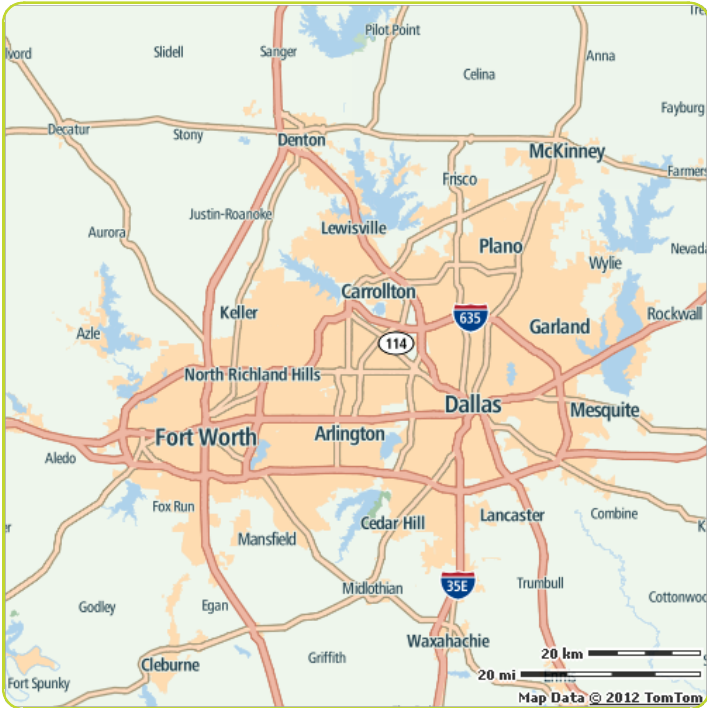 Pilot Point
Slidell
Sanger
Anna
Celina
Fayburg
Decatur
Stony
Denton
McKinney
Farmers
Frisco
Justin-Roanoke
Lewisville
Aurora
Plano
Nevada
Wylie
Carrollton
Keller
635
Rockwall
Garland
Azle
114
North Richland Hills
Dallas
Mesquite
Fort Worth
Arlington
Aledo
Fox Run
Cedar Hill
Lancaster
Combine
Mansfield
35E
Trumbull
Midlothian
Cottonwoo
Godley
Egan
Waxahachie
20 km
Griffith
Cleburne
20 mi
Fort Spunky
Map Data © 2012 TomTom